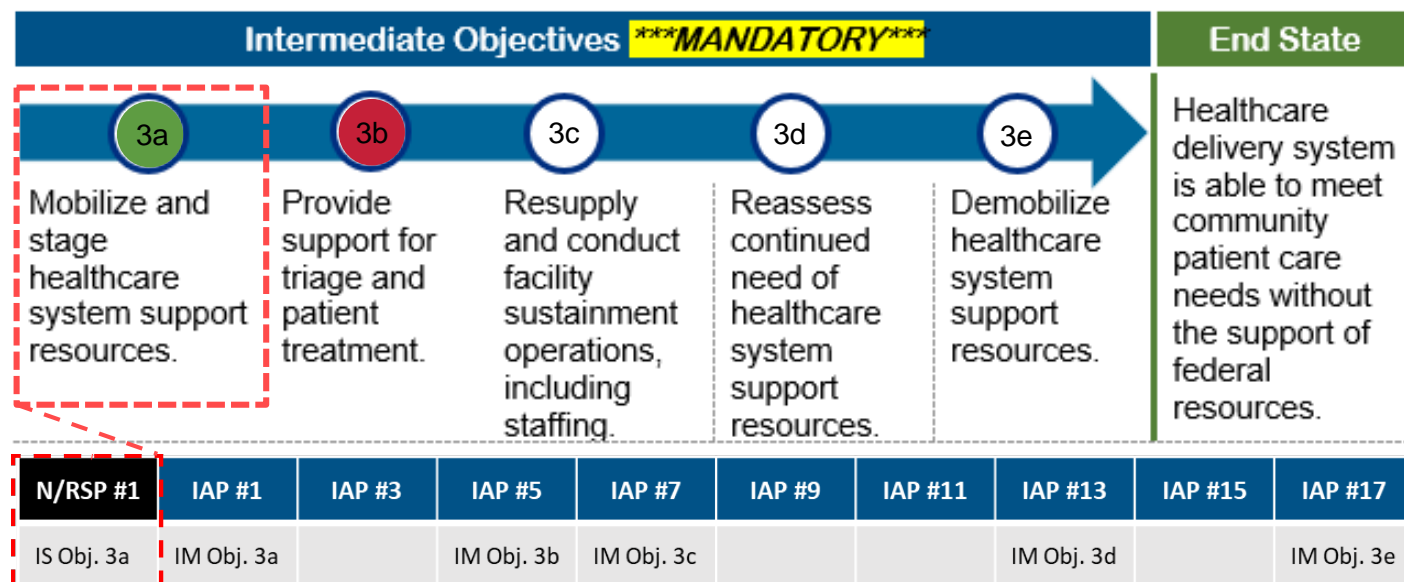 Intermediate Objectives ***MANDATORY***
End State
3a
3b
3c
3d
3e
Mobilize and
stage
healthcare
system support
resources.
Provide
support for
triage and
patient
treatment.
Resupply
and conduct
facility
sustainment
operations,
including
staffing.
Reassess
continued
need of
healthcare
system
support
resources.
Demobilize
healthcare
system
support
resources.
Healthcare
delivery system
is able to meet
community
patient care
needs without
the support of
federal
resources.
N/RSP #1 IAP #1 IAP #3 IAP #5 IAP #7 IAP #9 IAP #11 IAP #13 IAP #15 IAP #17
IS Obj. 3a IM Obj. 3a IM Obj. 3b IM Obj. 3c IM Obj. 3d IM Obj. 3e